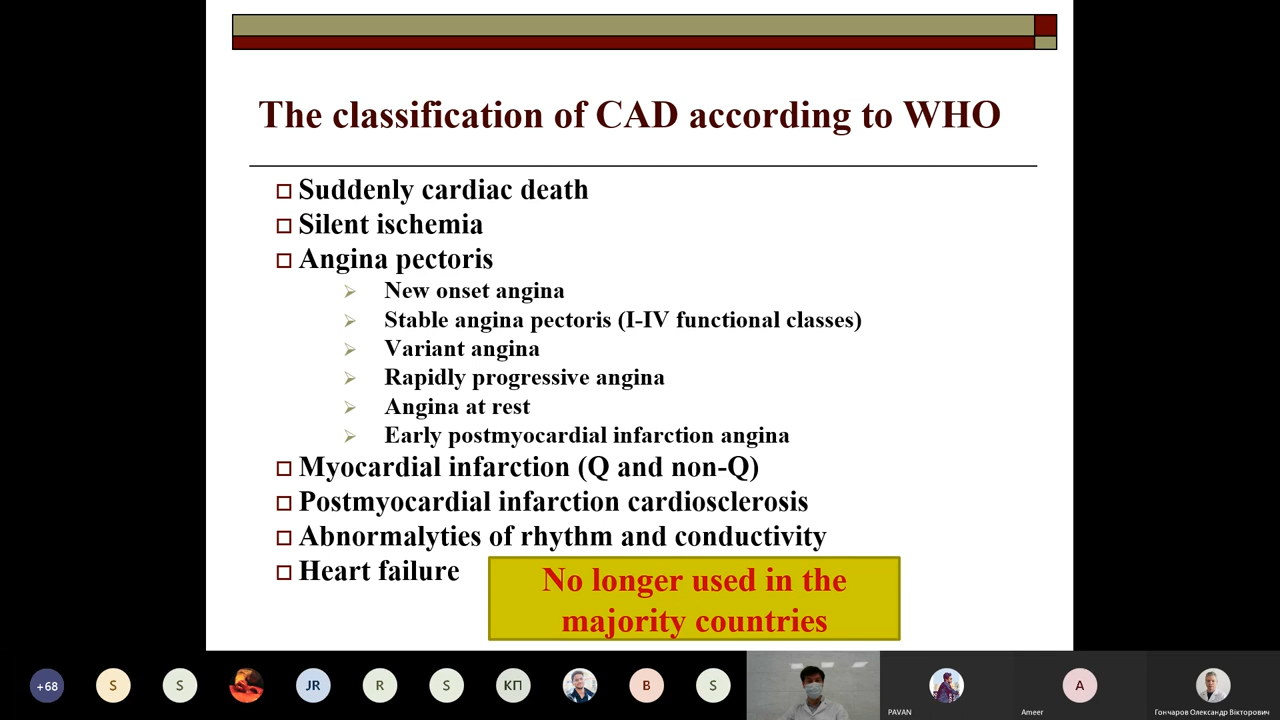 The classification of CAD according to WHO
Suddenly cardiac death
Silent ischemia
Angina pectoris
New onset angina
Stable angina pectoris (I-IV functional classes)
Variant angina
Rapidly progressive angina
Angina at rest
Early postmyocardial infarction angina
Myocardial infarction (Q and non-Q)
Postmyocardial infarction cardiosclerosis
Abnormalyties of rhythm and conductivity
Heart failure
No longer used in the
majority countries
+68
S
S
JR
R
S
КП
B
S
PAVAN
A
Ameer
Гончаров Олександр Вікторович